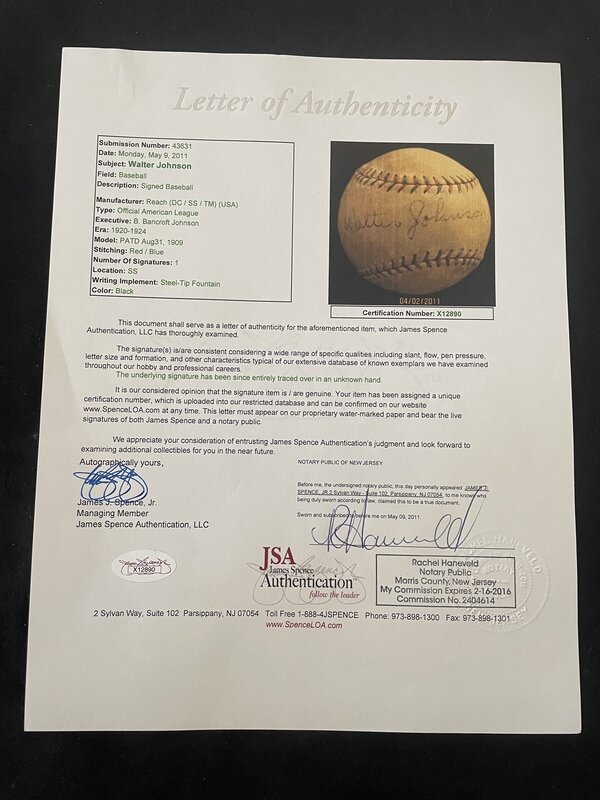 Letter of Authenticity
Submission Number: 43631
Date: Monday, May 9, 2011
Subject: Walter Johnson
Field: Baseball
Description: Signed Baseball
Manufacturer: Reach (DC / SS / TM) (USA)
Type: Official American League
Executive: B. Bancroft Johnson
Era: 1920-1924
Model: PATD Aug31, 1909
Stitching: Red / Blue
Number Of Signatures: 1
Location: SS
Writing Implement: Steel-Tip Fountain
Color: Black
Walter Johnson
04/02/2011
Certification Number: X12890
This document shall serve as a letter of authenticity for the aforementioned item, which James Spence
Authentication, LLC has thoroughly examined.
The signature(s) is/are consistent considering a wide range of specific qualities including slant, flow, pen pressure,
letter size and formation, and other characteristics typical of our extensive database of known exemplars we have examined
throughout our hobby and professional careers.
The underlying signature has been since entirely traced over in an unknown hand.
It is our considered opinion that the signature item is / are genuine. Your item has been assigned a unique
certification number, which is uploaded into our restricted database and can be confirmed on our website
www.SpenceLOA.com at any time. This letter must appear on our proprietary water-marked paper and bear the live
signatures of both James Spence and a notary public.
We appreciate your consideration of entrusting James Spence Authentication's judgment and look forward to
examining additional collectibles for you in the near future.
Autographically yours,
James J. Spence, Jr.
Managing Member
James Spence Authentication, LLC
NOTARY PUBLIC OF NEW JERSEY
Before me, the undersigned notary public, this day personally appeared JAMES J.
SPENCE, JR 2 Sylvan Way - Suite 102 Parsippany, NJ 07054, to me known who
being duly sworn according to law, claimed this to be a true document.
Sworn and subscribed to before me on May 09, 2011
R Haneveld
X12890
JSA
James Spence
Authentication
follow the leader
Rachel Haneveld
Notary Public
Morris County, New Jersey
My Commission Expires 2-16-2016
Commission No. 2404614
2 Sylvan Way, Suite 102 Parsippany, NJ 07054 Toll Free 1-888-4JSPENCE Phone: 973-898-1300 Fax: 973-898-1301
www.SpenceLOA.com